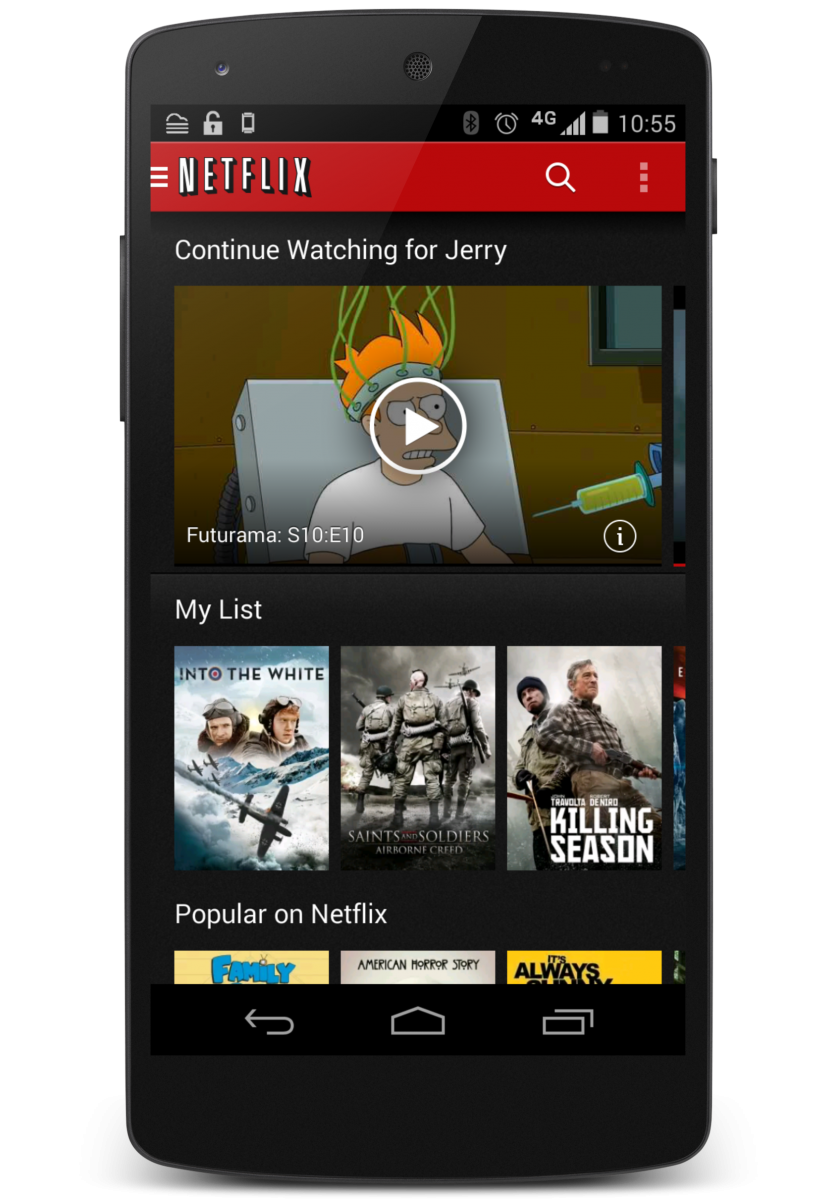 4G 10:55
NETFLIX
Continue Watching for Jerry
Futurama: S10:E10
i
My List
INTO THE WHITE
SAINTS AND SOLDIERS
AIRBORNE CREED
TRAVOLTA DE NIRO
KILLING
SEASON
E
Popular on Netflix
FAMILY
AMERICAN HORROR STORY
IT'S
ALWAYS
SUNNY